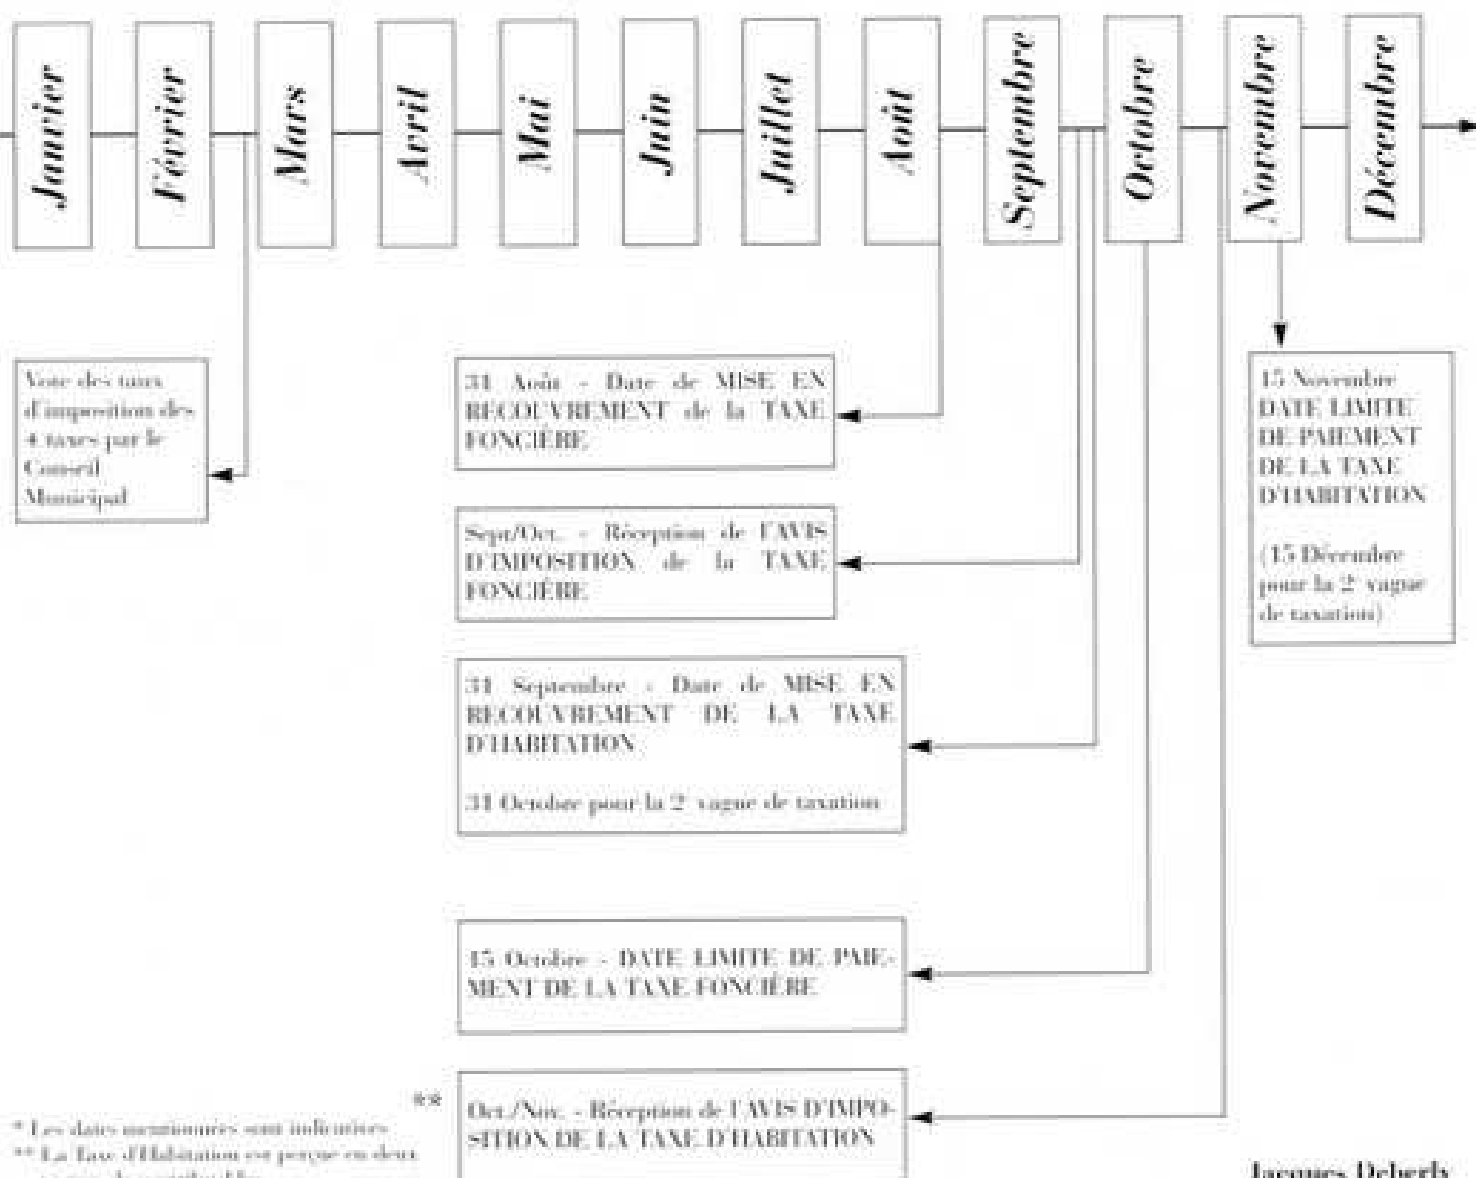 Janvier
Février
Mars
Avril
Mai
Juin
Juillet
Août
Septembre
Octobre
Novembre
Décembre
Vote des taux
d'imposition des
4 taxes par le
Conseil
Municipal
31 Août - Date de MISE EN
RECOUVREMENT de la TAXE
FONCIÈRE
Sept/Oct. - Réception de l'AVIS
D'IMPOSITION de la TAXE
FONCIÈRE
31 Septembre - Date de MISE EN
RECOUVREMENT DE LA TAXE
D'HABITATION
31 Octobre pour la 2 vague de taxation
15 Octobre - DATE LIMITE DE PAIE-
MENT DE LA TAXE FONCIÈRE
**
Oct./Nov. - Réception de l'AVIS D'IMPO-
SITION DE LA TAXE D'HABITATION
15 Novembre
DATE LIMITE
DE PAIEMENT
DE LA TAXE
D'HABITATION
(15 Décembre
pour la 2 vague
de taxation)
* Les dates mentionnées sont indicatives
** La Taxe d'Habitation est perçue en deux
Jacques Deberly